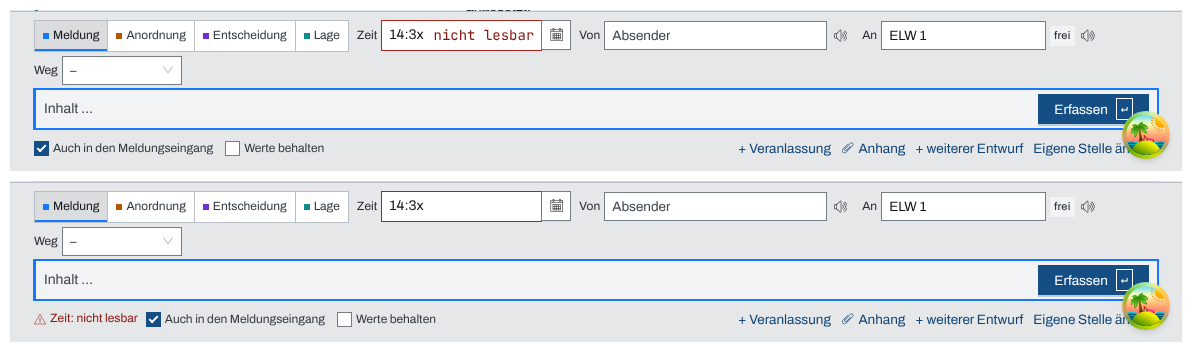 Meldung Anordnung Entscheidung Lage Zeit 14:3x nicht lesbar Von Absender An ELW 1 frei
Weg –
Inhalt ... Erfassen ↵
Auch in den Meldungseingang Werte behalten + Veranlassung Anhang + weiterer Entwurf Eigene Stelle
Meldung Anordnung Entscheidung Lage Zeit 14:3x Von Absender An ELW 1 frei
Weg –
Inhalt ... Erfassen ↵
Zeit: nicht lesbar Auch in den Meldungseingang Werte behalten + Veranlassung Anhang + weiterer Entwurf Eigene Stelle